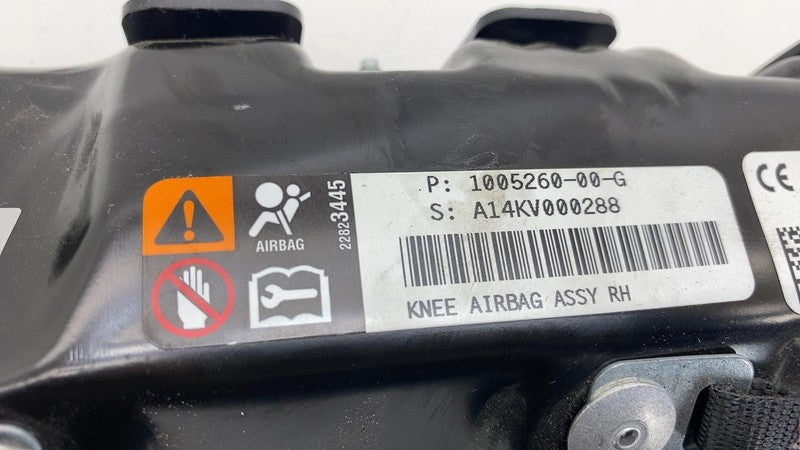 P: 1005260-00-G
S: A14KV000288
KNEE AIRBAG ASSY RH
AIRBAG
22823445
CE